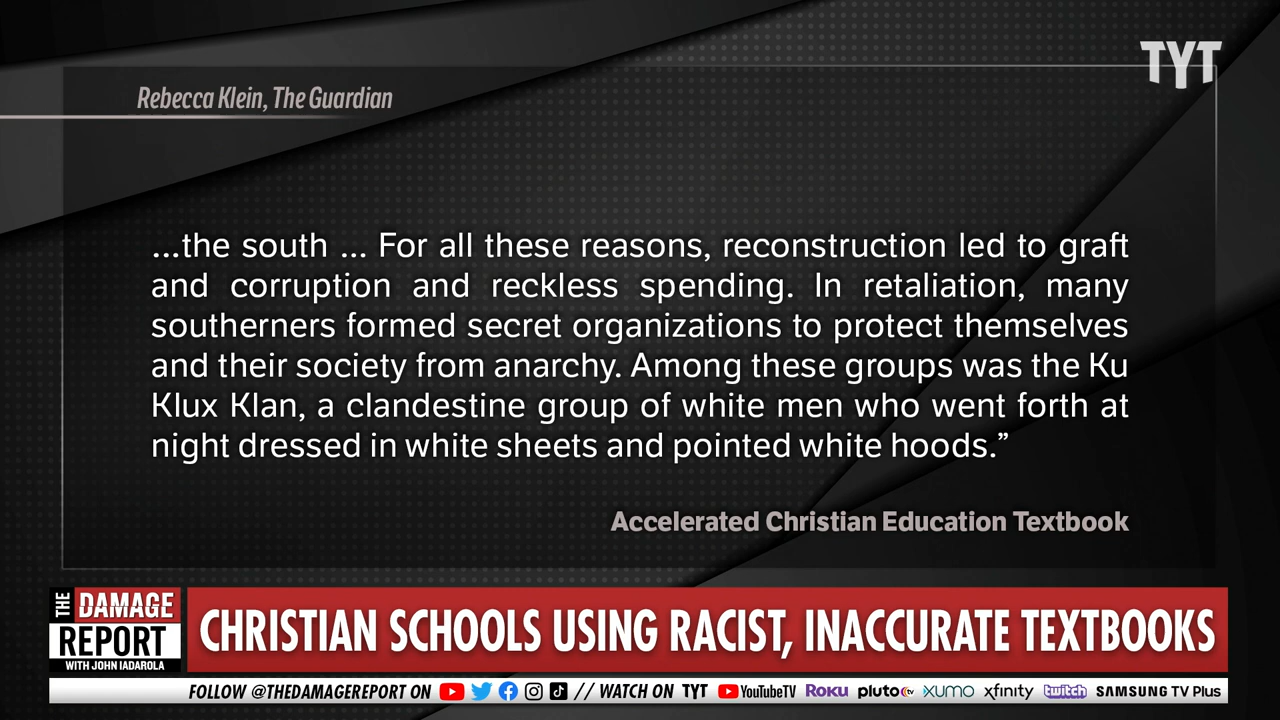 TYT
Rebecca Klein, The Guardian
...the south ... For all these reasons, reconstruction led to graft
and corruption and reckless spending. In retaliation, many
southerners formed secret organizations to protect themselves
and their society from anarchy. Among these groups was the Ku
Klux Klan, a clandestine group of white men who went forth at
night dressed in white sheets and pointed white hoods.”
Accelerated Christian Education Textbook
THE DAMAGE
REPORT
WITH JOHN IADAROLA
CHRISTIAN SCHOOLS USING RACIST, INACCURATE TEXTBOOKS
FOLLOW @THEDAMAGEREPORT ON // WATCH ON TYT YouTubeTV ROKU pluto tv XUMO xfinity twitch SAMSUNG TV Plus